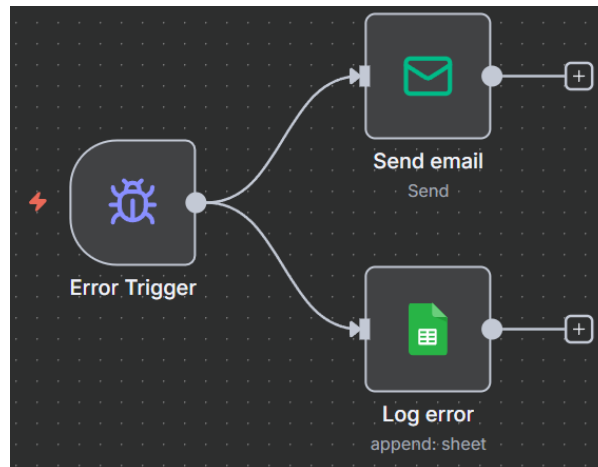 Send email
Send
Error Trigger
Log error
append: sheet